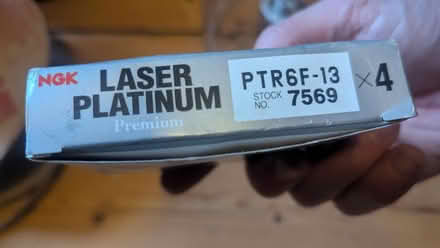 NGK LASER PLATINUM
Premium
PTR6F-13
STOCK NO. 7569
×4